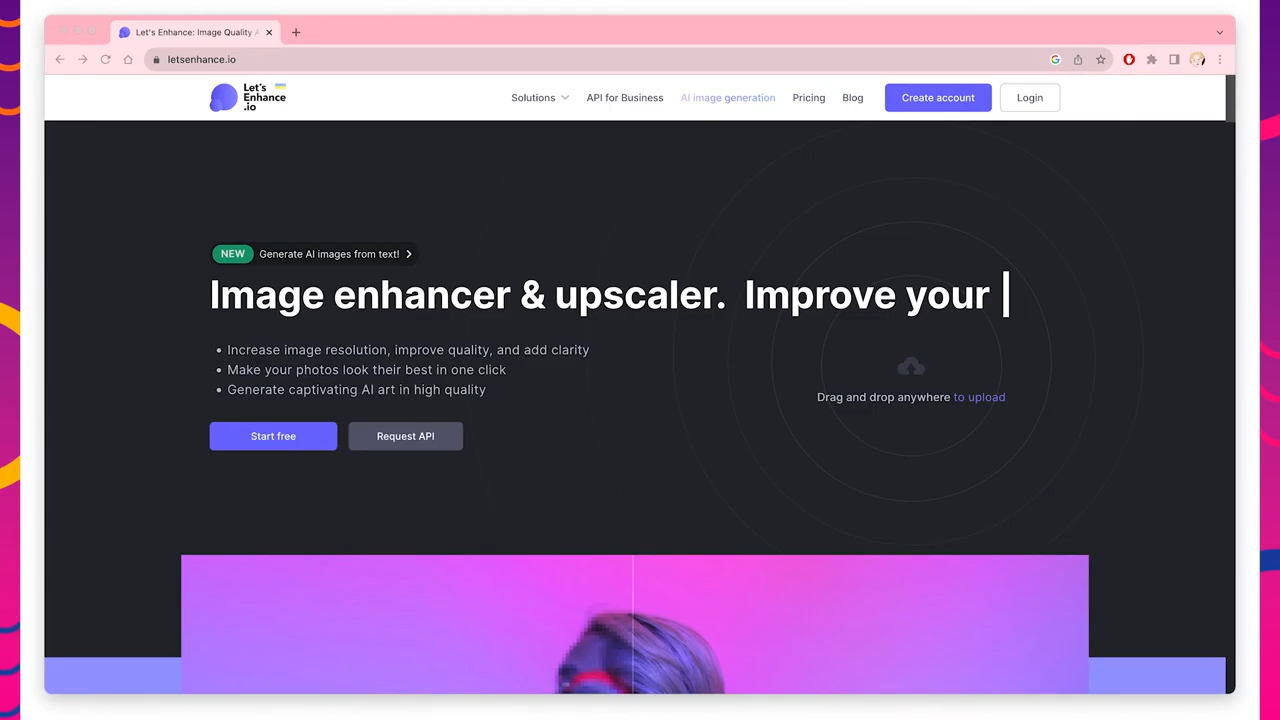 Let's Enhance: Image Quality A
letsenhance.io
Let's
Enhance
.io
Solutions
API for Business
AI image generation
Pricing
Blog
Create account
Login
NEW Generate AI images from text!
Image enhancer & upscaler. Improve your |
• Increase image resolution, improve quality, and add clarity
• Make your photos look their best in one click
• Generate captivating AI art in high quality
Drag and drop anywhere to upload
Start free
Request API